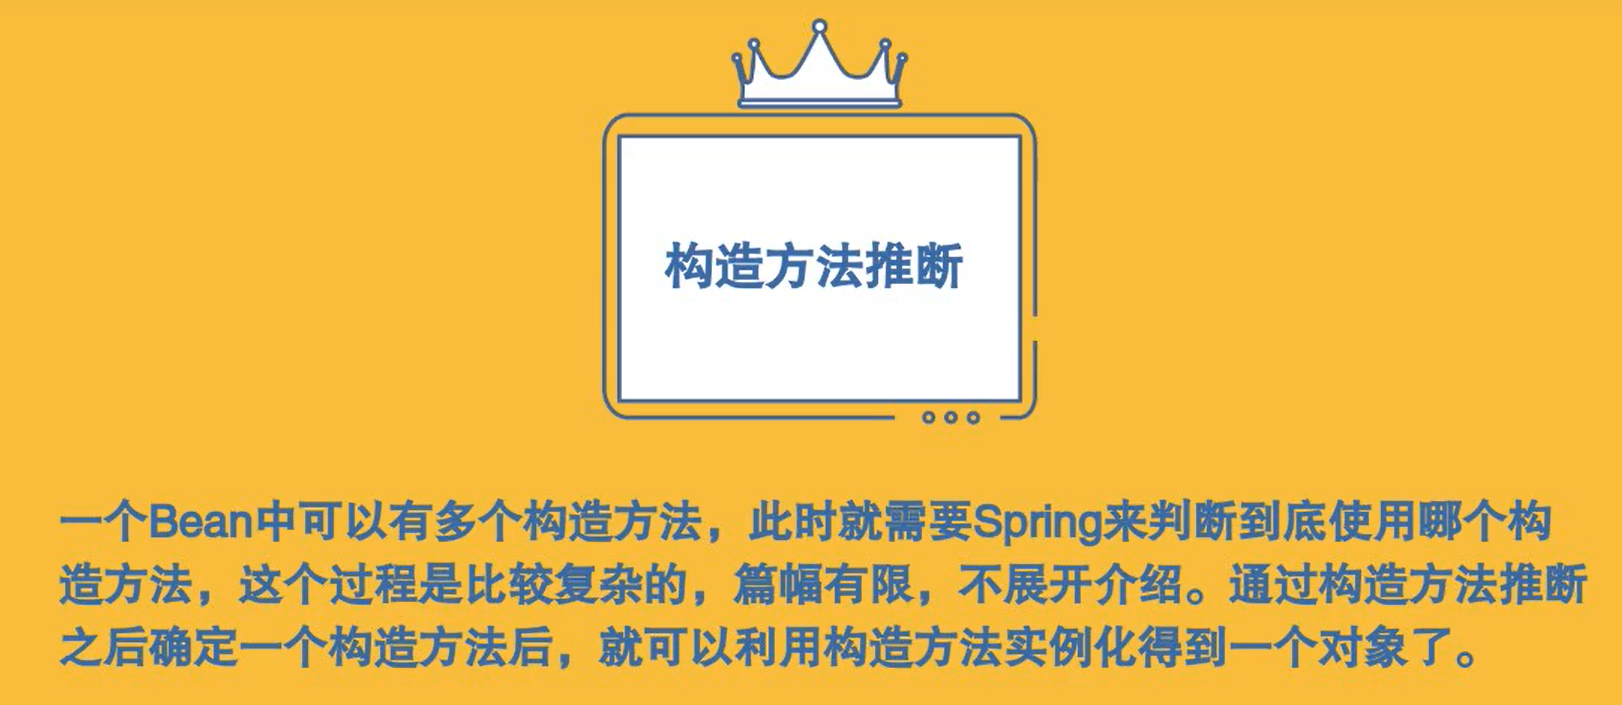 构造方法推断
一个Bean中可以有多个构造方法，此时就需要Spring来判断到底使用哪个构
造方法，这个过程是比较复杂的，篇幅有限，不展开介绍。通过构造方法推断
之后确定一个构造方法后，就可以利用构造方法实例化得到一个对象了。